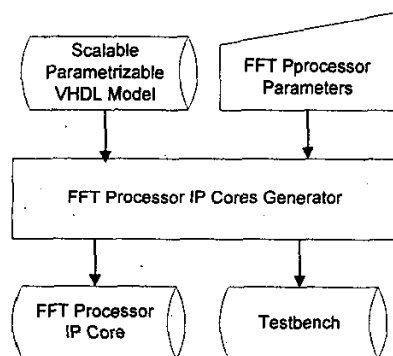 Scalable
Parametrizable
VHDL Model
FFT Pprocessor
Parameters
FFT Processor IP Cores Generator
FFT Processor
IP Core
Testbench